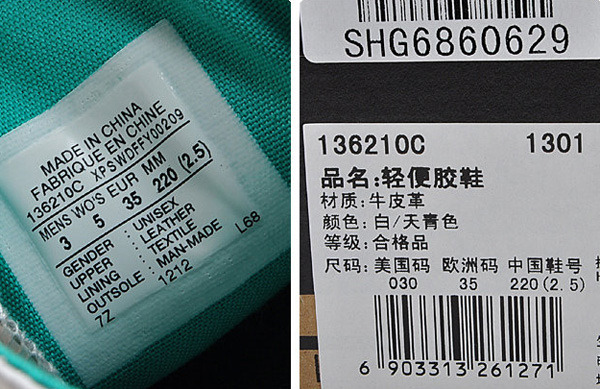 MADE IN CHINA
FABRIQUE EN CHINE
136210C XPSWDFFY00209
MENS WO'S EUR MM
3 5 35 220 (2.5)
GENDER : UNISEX
UPPER : LEATHER
LINING : TEXTILE
OUTSOLE : MAN-MADE
7Z 1212 L68
SHG6860629
136210C 1301
品名:轻便胶鞋
材质:牛皮革
颜色:白/天青色
等级:合格品
尺码:美国码 欧洲码 中国鞋号
030 35 220(2.5)
6 903313 261271